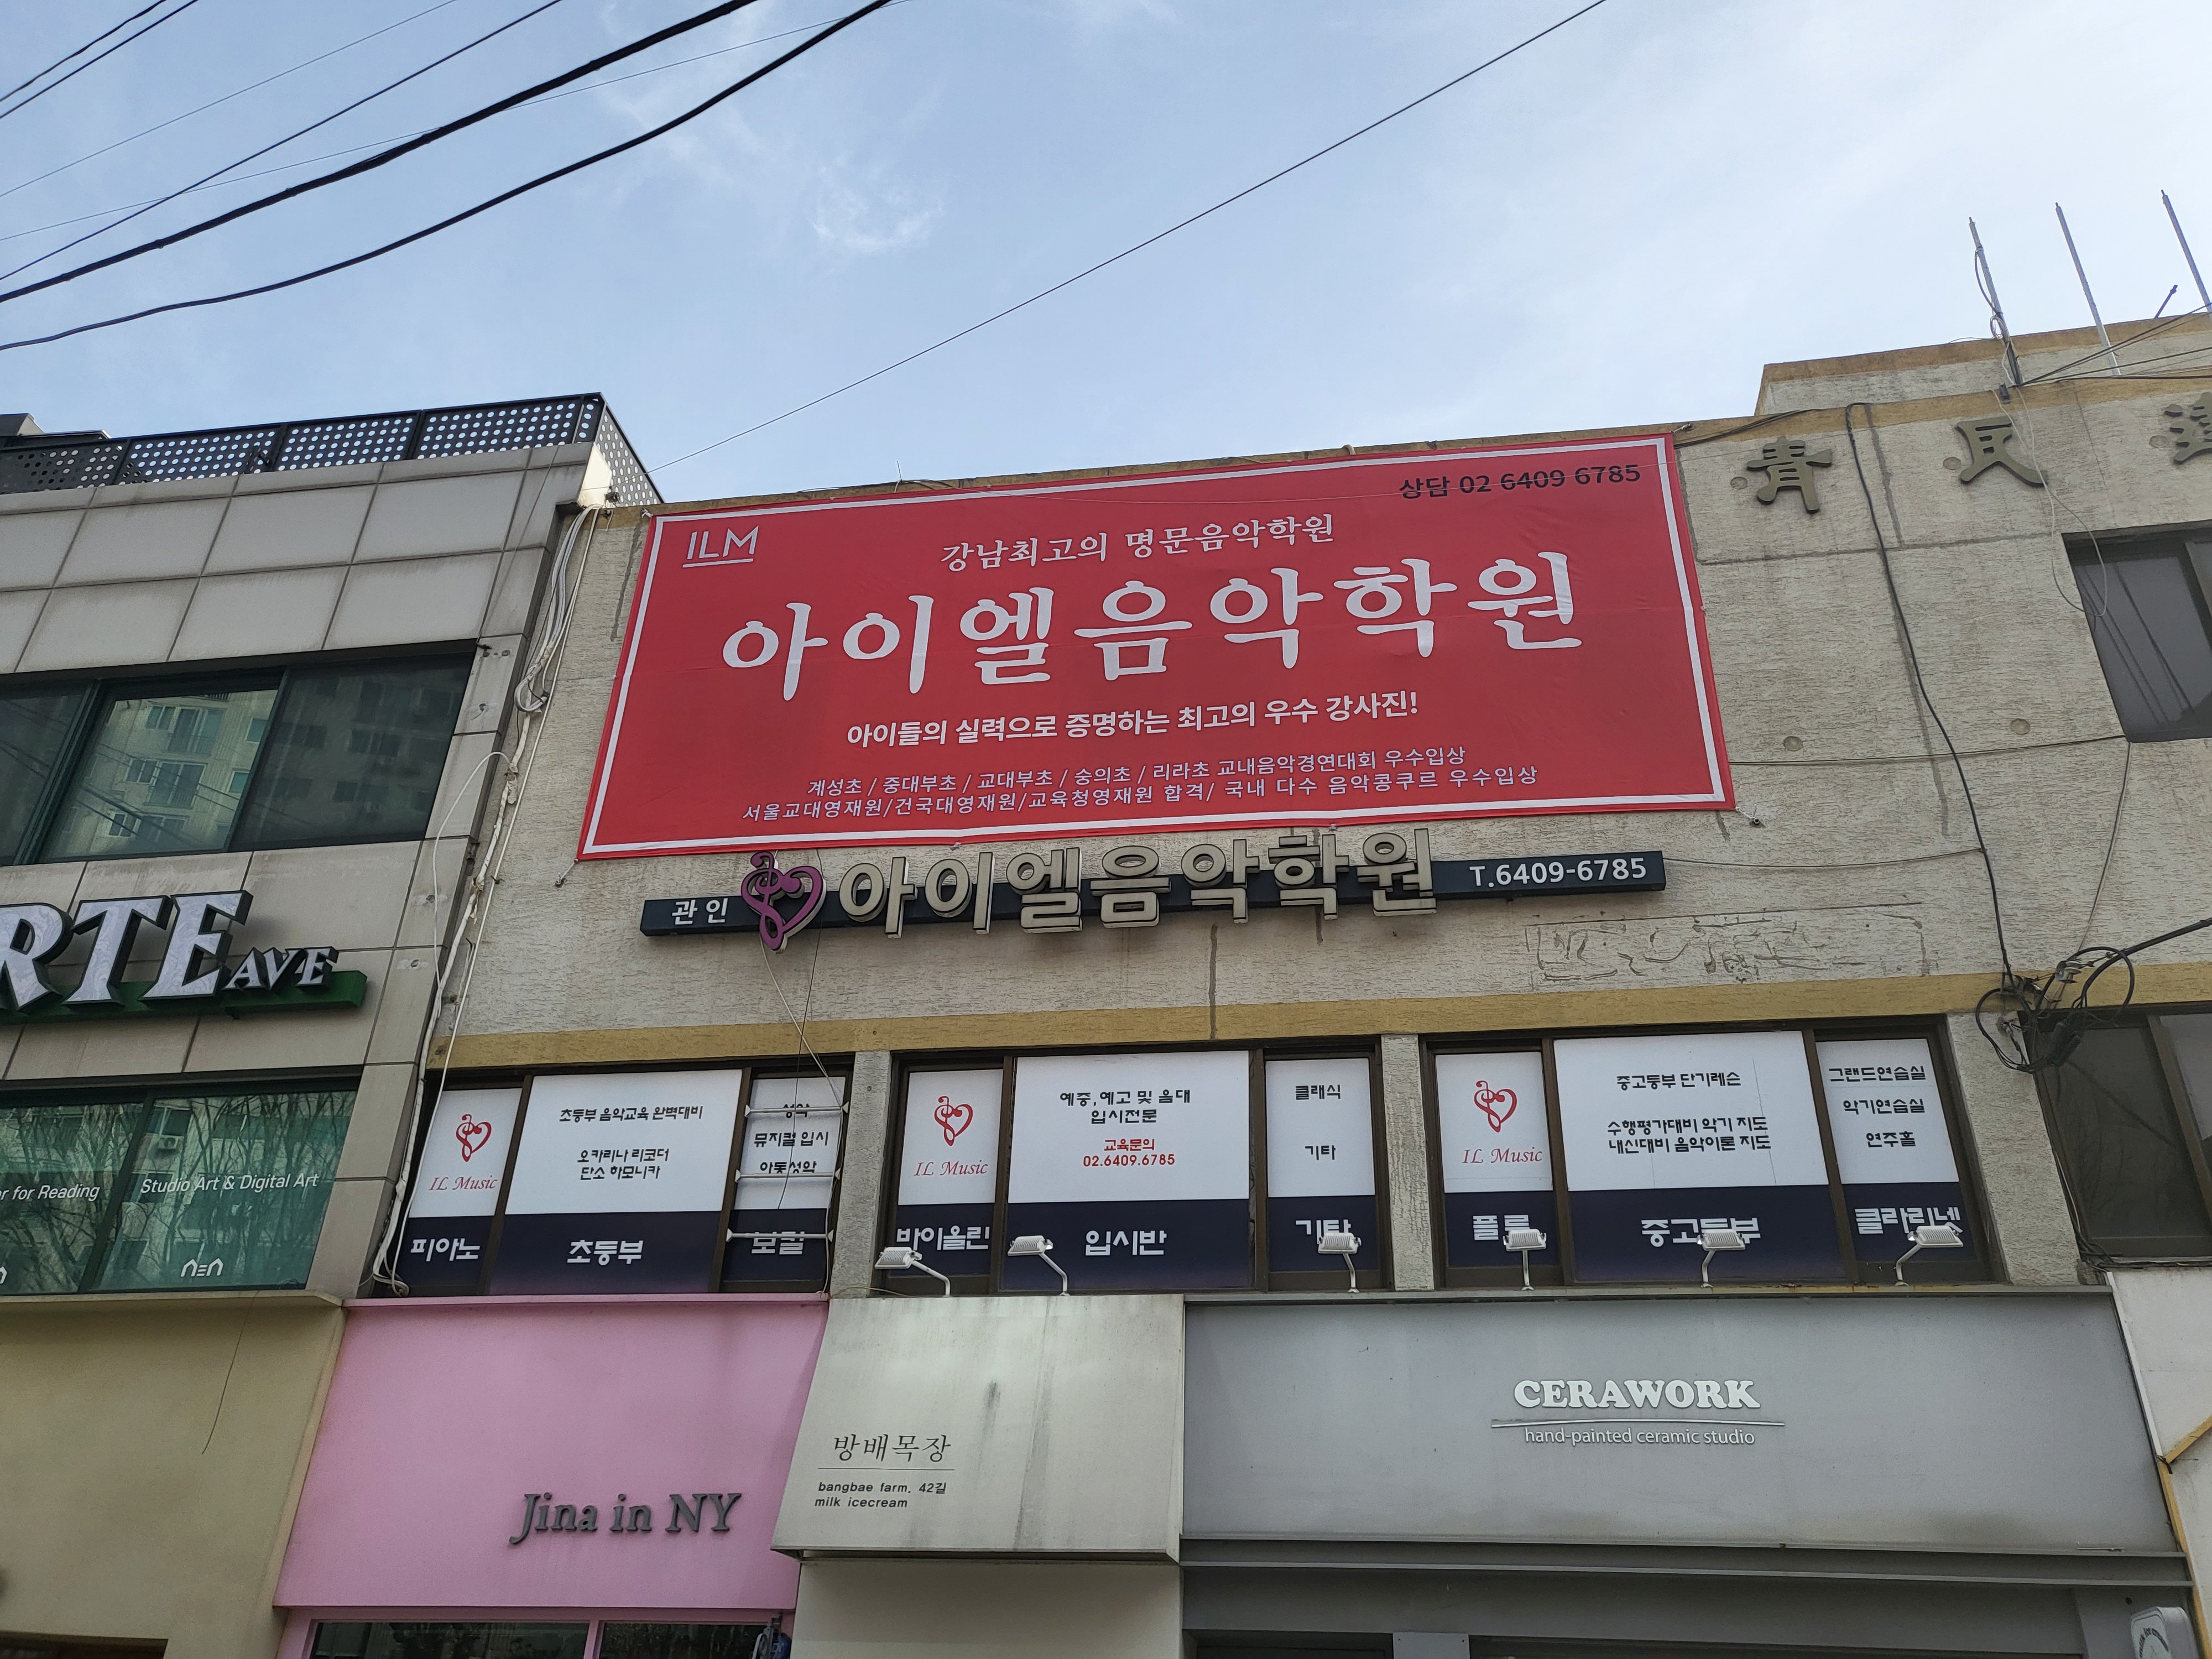 ILM
상담 02 6409 6785
강남최고의 명문음악학원
아이엘음악학원
아이들의 실력으로 증명하는 최고의 우수 강사진!
계성초 / 중대부초 / 교대부초 / 숭의초 / 리라초 교내음악경연대회 우수입상
서울교대영재원/건국대영재원/교육청영재원 합격/ 국내 다수 음악콩쿠르 우수입상
관인 아이엘음악학원 T.6409-6785
RTE AVE
for Reading
Studio Art & Digital Art
IL Music
피아노
초등부 음악교육 완벽대비
오카리나 리코더
단소 하모니카
초등부
성악
뮤지컬 입시
아동성악
보컬
IL Music
바이올린
예중,예고 및 음대
입시전문
교육문의
02.6409.6785
입시반
클래식
기타
기타
IL Music
플룻
중고등부 단기레슨
수행평가대비 악기 지도
내신대비 음악이론 지도
중고등부
그랜드연습실
악기연습실
연주홀
클라리넷
Jina in NY
방배목장
bangbae farm. 42길
milk icecream
CERAWORK
hand-painted ceramic studio
青